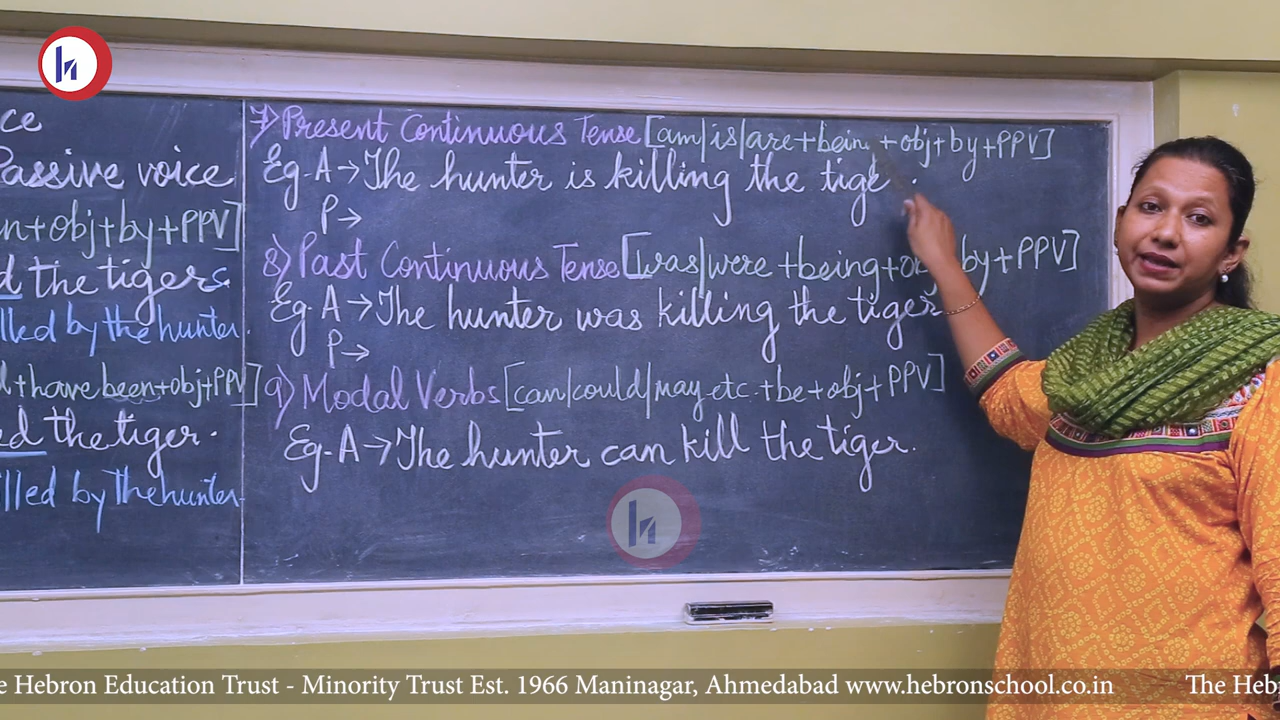 ce
Passive voice
n+obj+by+PPV]
d the tigers.
lled by the hunter.
d+have been+obj+PPV]
ed the tiger.
illed by the hunter.
7) Present Continuous Tense [am/is/are+being+obj+by+PPV]
Eg. A → The hunter is killing the tige .
P →
8) Past Continuous Tense [was/were +being+ob by+PPV]
Eg. A → The hunter was killing the tiger
P →
9) Modal Verbs [can/could/may etc. +be+obj+PPV]
Eg. A → The hunter can kill the tiger.
e Hebron Education Trust - Minority Trust Est. 1966 Maninagar, Ahmedabad www.hebronschool.co.in The Heb